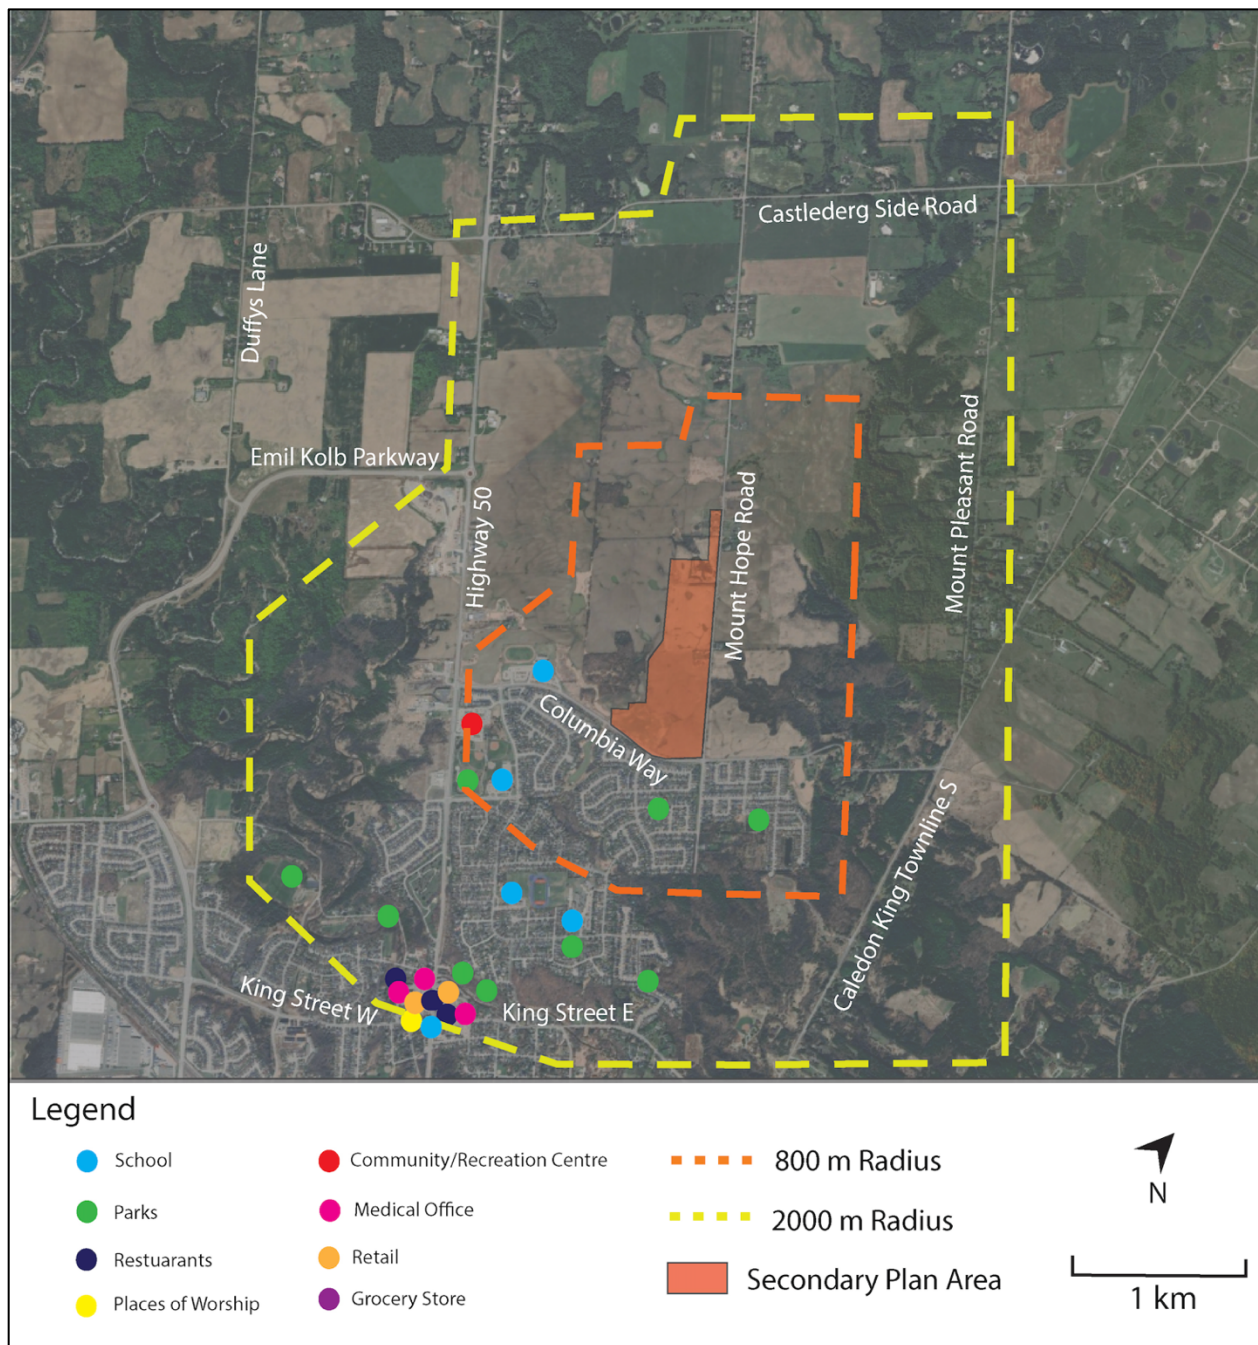 Castlederg Side Road
Duffys Lane
Emil Kolb Parkway
Highway 50
Mount Hope Road
Mount Pleasant Road
Columbia Way
Caledon King Townline S
King Street W
King Street E
Legend
School
Parks
Restuarants
Places of Worship
Community/Recreation Centre
Medical Office
Retail
Grocery Store
800 m Radius
2000 m Radius
Secondary Plan Area
N
1 km